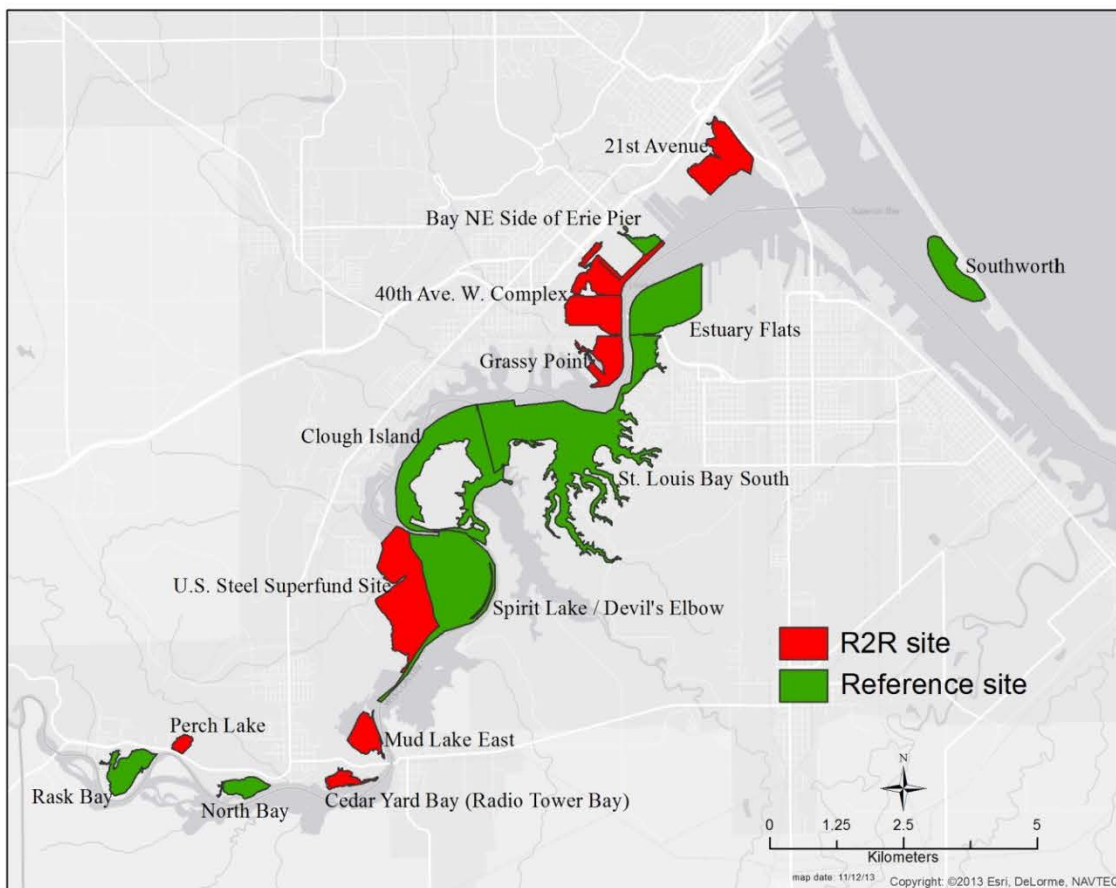 21st Avenue
Bay NE Side of Erie Pier
Superior Bay
Southworth
40th Ave. W. Complex
Estuary Flats
Grassy Point
Clough Island
St. Louis Bay South
U.S. Steel Superfund Site
Spirit Lake / Devil's Elbow
R2R site
Reference site
Perch Lake
Mud Lake East
Rask Bay
North Bay
Cedar Yard Bay (Radio Tower Bay)
N
0 1.25 2.5 5
Kilometers
map date: 11/12/13
Copyright: ©2013 Esri, DeLorme, NAVTEQ